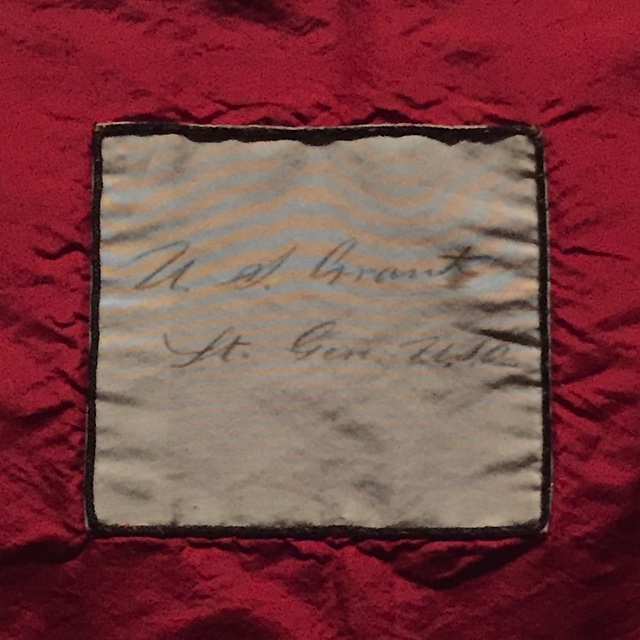 U. S. Grant
Lt. Gen. U.S.A.